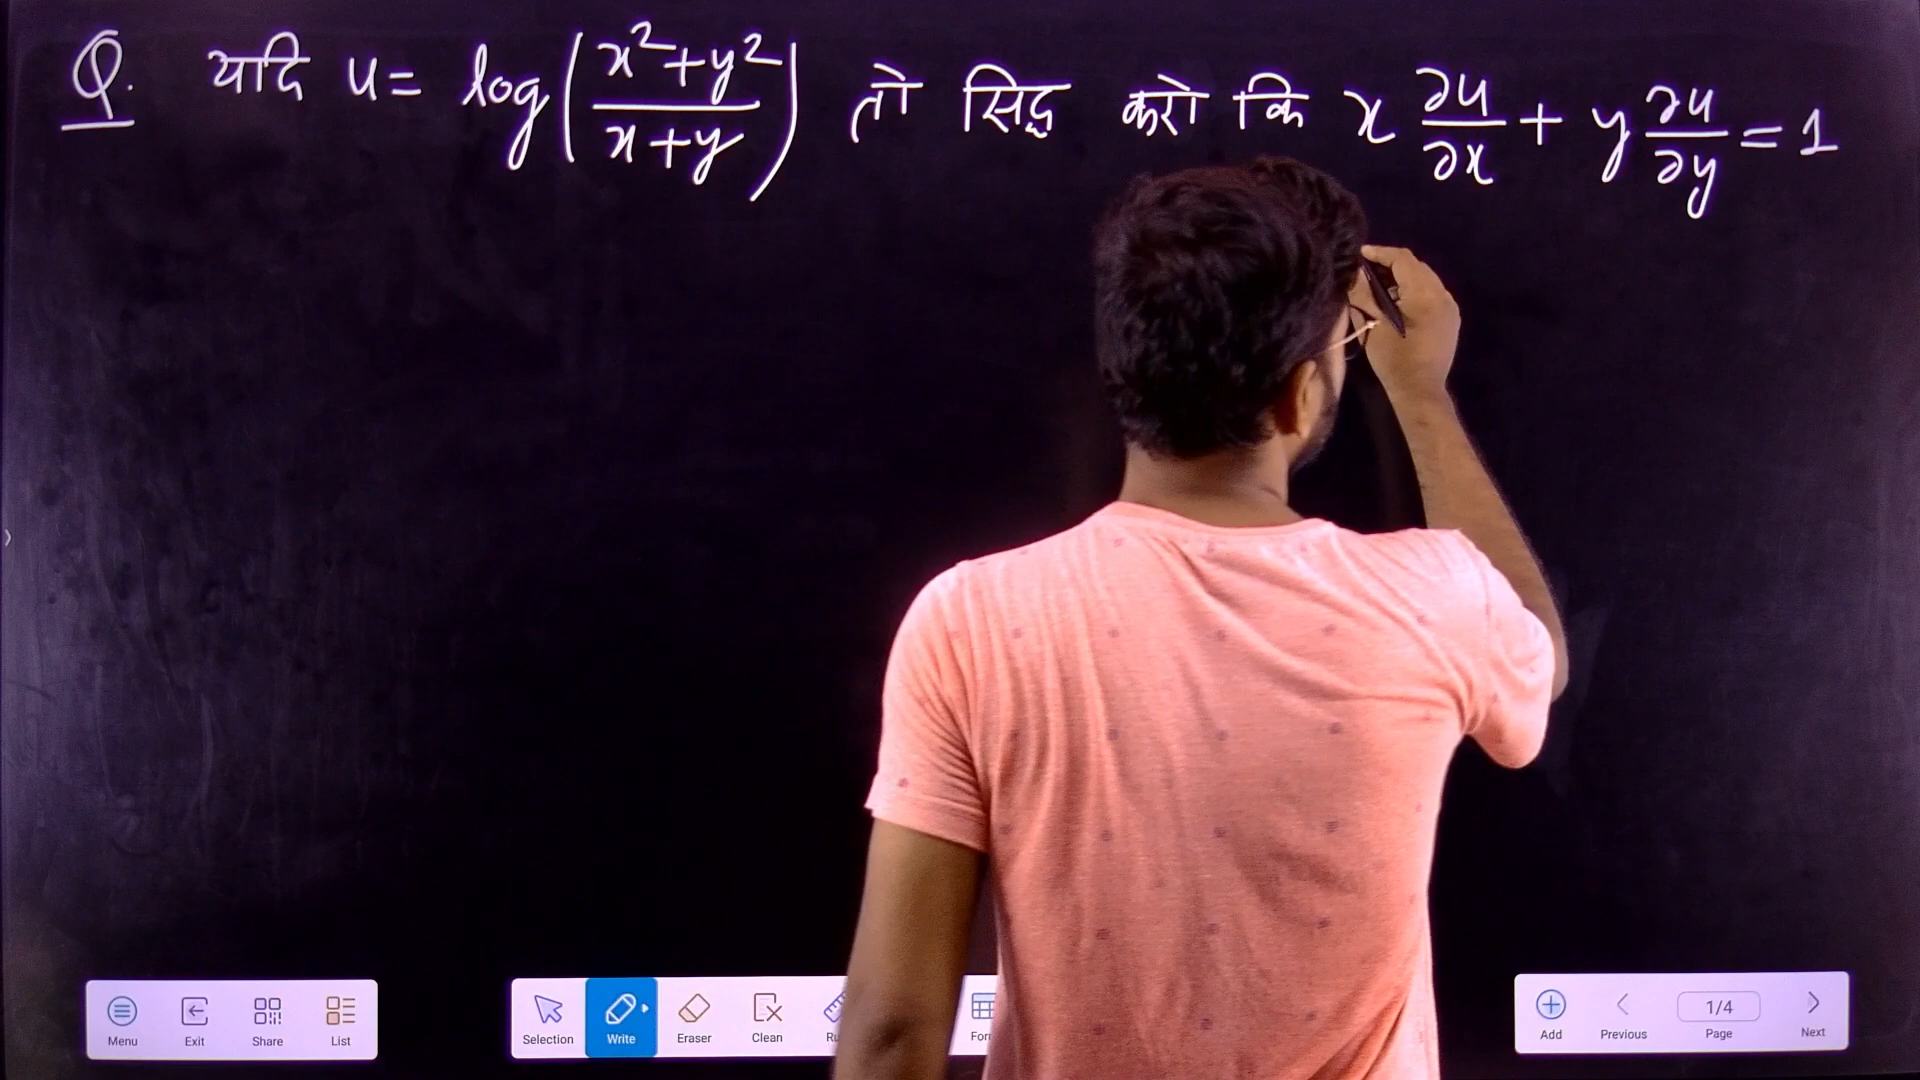 Q. यदि u = log(x²+y²/x+y) तो सिद्ध करो कि x ∂u/∂x + y ∂u/∂y = 1
Menu Exit Share List Selection Write Eraser Clean Add Previous 1/4 Page Next